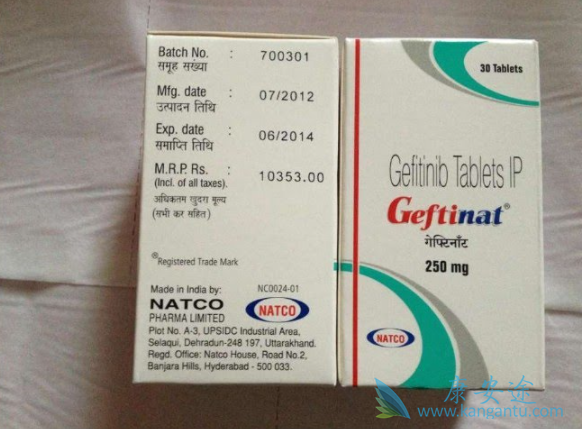 Batch No. : 700301
समूह संख्या
Mfg. date : 07/2012
उत्पादन तिथि
Exp. date : 06/2014
समाप्ति तिथि
M.R.P. Rs. : 10353.00
(Incl. of all taxes).
अधिकतम खुदरा मूल्य
(सभी कर सहित)
®Registered Trade Mark
Made in India by: NC0024-01
NATCO NATCO
PHARMA LIMITED
Plot No. A-3, UPSIDC Industrial Area,
Selaqui, Dehradun-248 197, Uttarakhand.
Regd. Office: Natco House, Road No.2,
Banjara Hills, Hyderabad - 500 033.
30 Tablets
Gefitinib Tablets IP
Geftinat®
गेफ्टिनॉट
250 mg
NATCO
康安途
www.kangantu.com